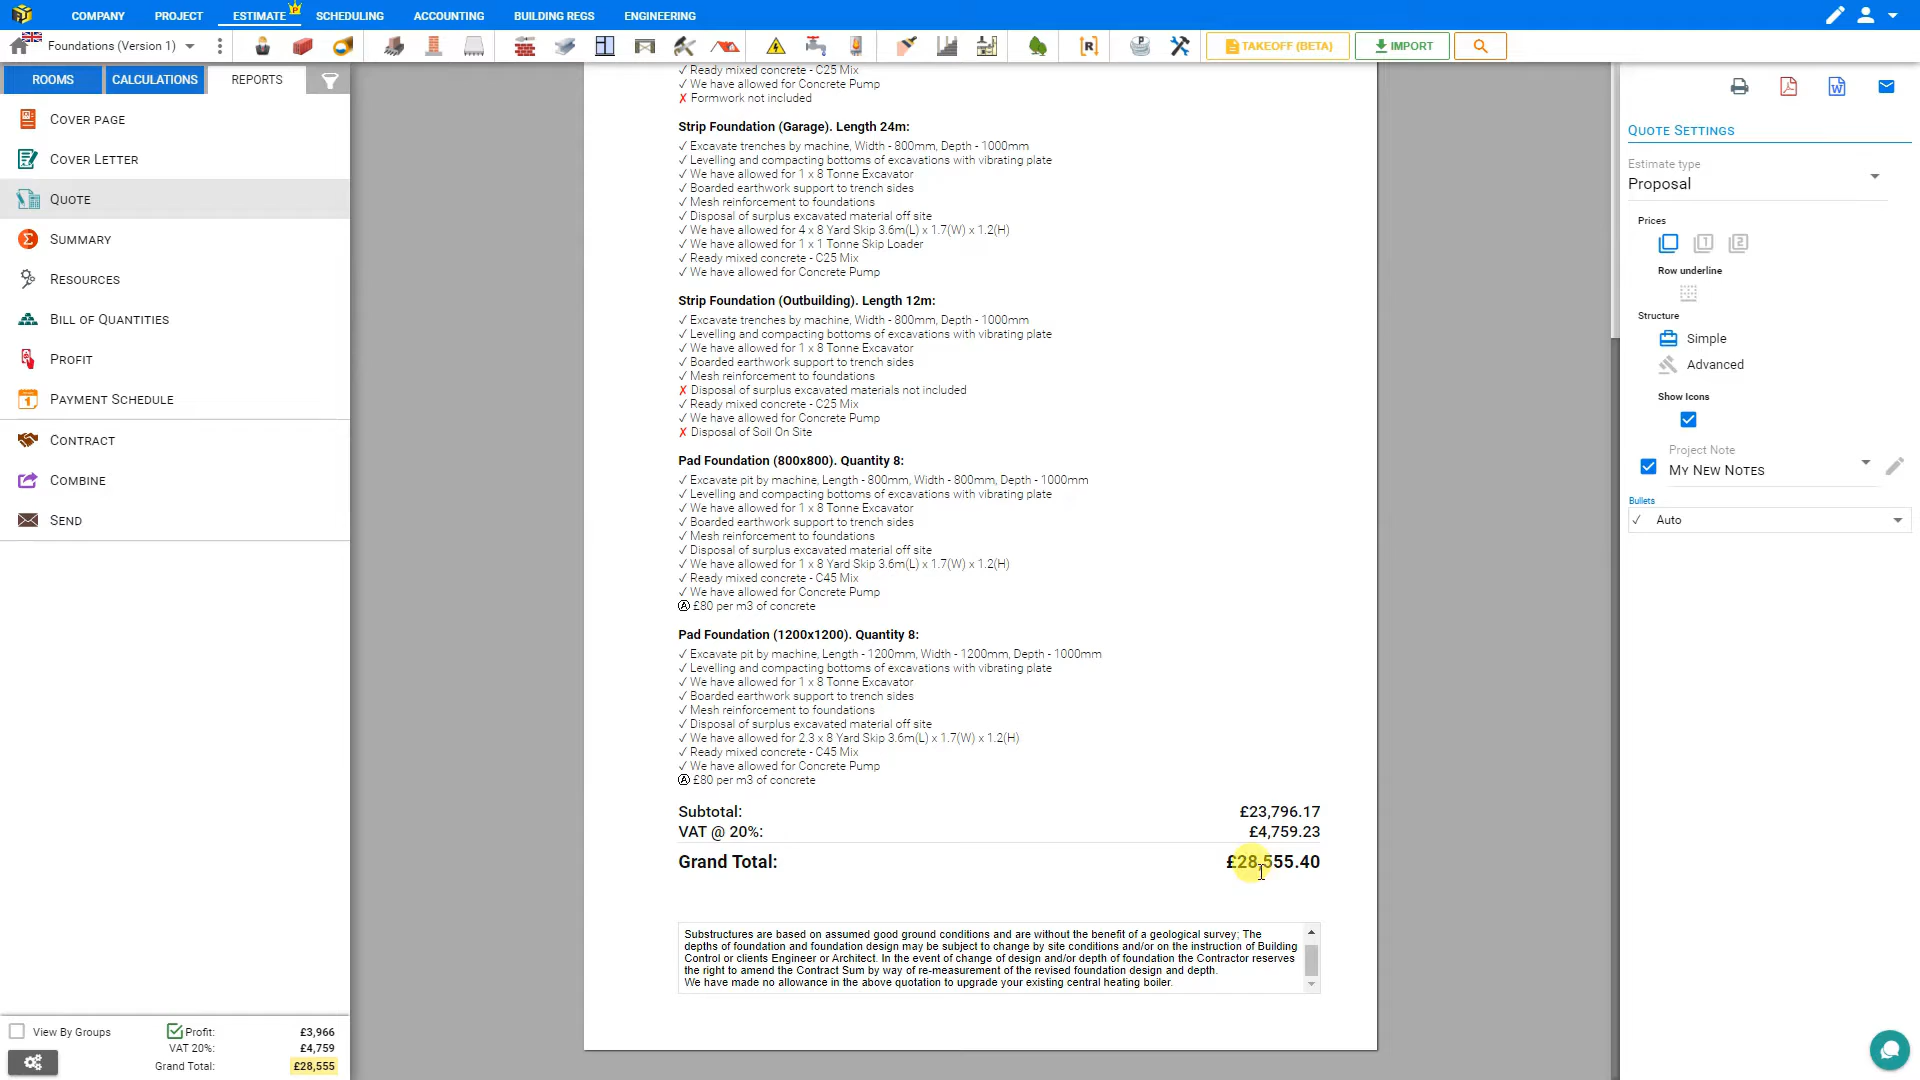 COMPANY PROJECT ESTIMATE P SCHEDULING ACCOUNTING BUILDING REGS ENGINEERING
Foundations (Version 1) TAKEOFF (BETA) IMPORT
ROOMS CALCULATIONS REPORTS
COVER PAGE
COVER LETTER
QUOTE
SUMMARY
RESOURCES
BILL OF QUANTITIES
PROFIT
PAYMENT SCHEDULE
CONTRACT
COMBINE
SEND
View By Groups
Profit: £3,966
VAT 20%: £4,759
Grand Total: £28,555
✓ Ready mixed concrete - C25 Mix
✓ We have allowed for Concrete Pump
✗ Formwork not included
Strip Foundation (Garage). Length 24m:
✓ Excavate trenches by machine, Width - 800mm, Depth - 1000mm
✓ Levelling and compacting bottoms of excavations with vibrating plate
✓ We have allowed for 1 x 8 Tonne Excavator
✓ Boarded earthwork support to trench sides
✓ Mesh reinforcement to foundations
✓ Disposal of surplus excavated material off site
✓ We have allowed for 4 x 8 Yard Skip 3.6m(L) x 1.7(W) x 1.2(H)
✓ We have allowed for 1 x 1 Tonne Skip Loader
✓ Ready mixed concrete - C25 Mix
✓ We have allowed for Concrete Pump
Strip Foundation (Outbuilding). Length 12m:
✓ Excavate trenches by machine, Width - 800mm, Depth - 1000mm
✓ Levelling and compacting bottoms of excavations with vibrating plate
✓ We have allowed for 1 x 8 Tonne Excavator
✓ Boarded earthwork support to trench sides
✓ Mesh reinforcement to foundations
✗ Disposal of surplus excavated materials not included
✓ Ready mixed concrete - C25 Mix
✓ We have allowed for Concrete Pump
✗ Disposal of Soil On Site
Pad Foundation (800x800). Quantity 8:
✓ Excavate pit by machine, Length - 800mm, Width - 800mm, Depth - 1000mm
✓ Levelling and compacting bottoms of excavations with vibrating plate
✓ We have allowed for 1 x 8 Tonne Excavator
✓ Boarded earthwork support to trench sides
✓ Mesh reinforcement to foundations
✓ Disposal of surplus excavated material off site
✓ We have allowed for 1 x 8 Yard Skip 3.6m(L) x 1.7(W) x 1.2(H)
✓ Ready mixed concrete - C45 Mix
✓ We have allowed for Concrete Pump
Ⓐ £80 per m3 of concrete
Pad Foundation (1200x1200). Quantity 8:
✓ Excavate pit by machine, Length - 1200mm, Width - 1200mm, Depth - 1000mm
✓ Levelling and compacting bottoms of excavations with vibrating plate
✓ We have allowed for 1 x 8 Tonne Excavator
✓ Boarded earthwork support to trench sides
✓ Mesh reinforcement to foundations
✓ Disposal of surplus excavated material off site
✓ We have allowed for 2.3 x 8 Yard Skip 3.6m(L) x 1.7(W) x 1.2(H)
✓ Ready mixed concrete - C45 Mix
✓ We have allowed for Concrete Pump
Ⓐ £80 per m3 of concrete
Subtotal: £23,796.17
VAT @ 20%: £4,759.23
Grand Total: £28,555.40
Substructures are based on assumed good ground conditions and are without the benefit of a geological survey; The
depths of foundation and foundation design may be subject to change by site conditions and/or on the instruction of Building
Control or clients Engineer or Architect. In the event of change of design and/or depth of foundation the Contractor reserves
the right to amend the Contract Sum by way of re-measurement of the revised foundation design and depth.
We have made no allowance in the above quotation to upgrade your existing central heating boiler.
QUOTE SETTINGS
Estimate type
Proposal
Prices
1 2
Row underline
Structure
Simple
Advanced
Show Icons
Project Note
MY NEW NOTES
Bullets
✓ Auto